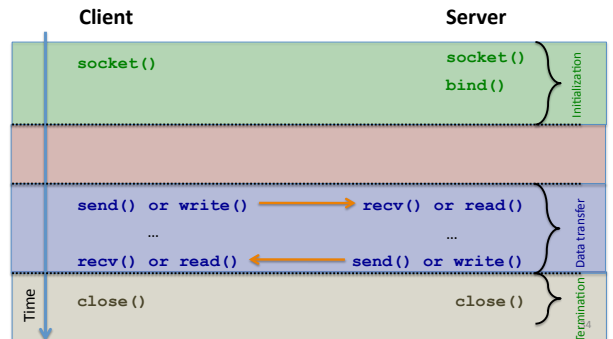 Client
Server
socket()
socket()
bind()
Initialization
send() or write()
recv() or read()
…
…
recv() or read()
send() or write()
Data transfer
close()
close()
Termination
Time
4